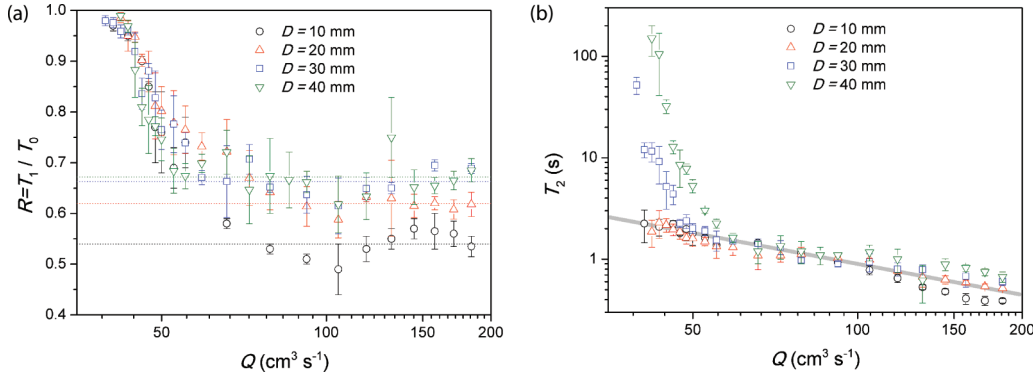 (a)
1.0
0.9
0.8
0.7
0.6
0.5
0.4
R=T1 / T0
D = 10 mm
D = 20 mm
D = 30 mm
D = 40 mm
50
100
150
200
Q (cm³ s⁻¹)
(b)
100
10
1
T2 (s)
D = 10 mm
D = 20 mm
D = 30 mm
D = 40 mm
50
100
150
200
Q (cm³ s⁻¹)